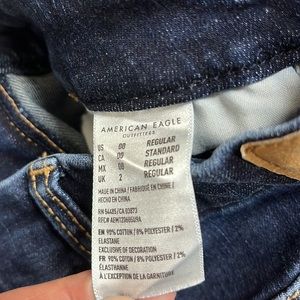 AMERICAN EAGLE
OUTFITTERS
US 00 REGULAR
CA 00 STANDARD
MX 00 REGULAR
UK 2 REGULAR
MADE IN CHINA / FABRIQUÉ EN CHINE /
HECHO EN CHINA
RN 54485/CA 03873
EN 90% COTTON / 8% POLYESTER / 2%
ELASTANE
EXCLUSIVE OF DECORATION
FR 90% COTON / 8% POLYESTER / 2%
ÉLASTHANNE
À L'EXCEPTION DE LA GARNITURE